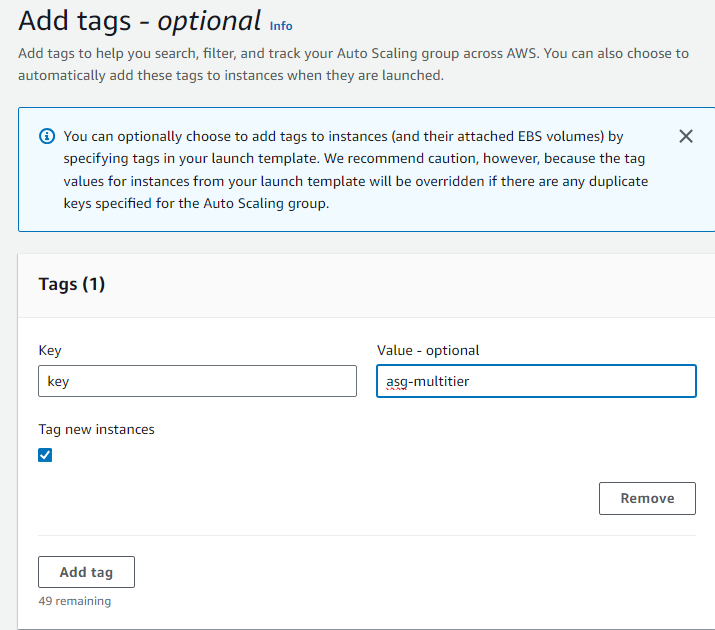 Add tags - optional Info
Add tags to help you search, filter, and track your Auto Scaling group across AWS. You can also choose to
automatically add these tags to instances when they are launched.
You can optionally choose to add tags to instances (and their attached EBS volumes) by
specifying tags in your launch template. We recommend caution, however, because the tag
values for instances from your launch template will be overridden if there are any duplicate
keys specified for the Auto Scaling group.
Tags (1)
Key
Value - optional
key
asg-multitier
Tag new instances
Remove
Add tag
49 remaining